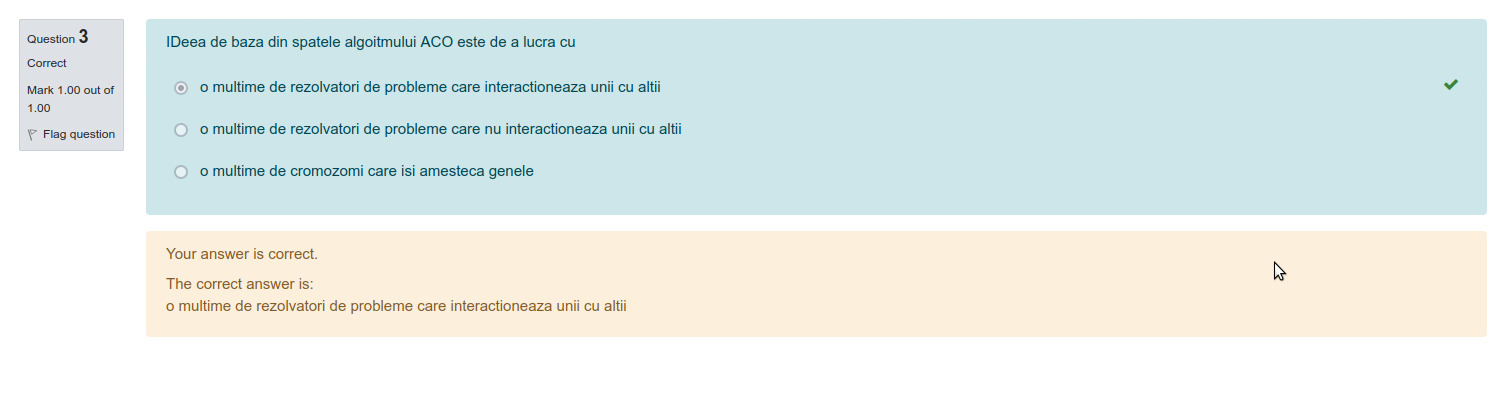 Question 3
Correct
Mark 1.00 out of
1.00
Flag question
IDeea de baza din spatele algoitmului ACO este de a lucra cu
o multime de rezolvatori de probleme care interactioneaza unii cu altii
o multime de rezolvatori de probleme care nu interactioneaza unii cu altii
o multime de cromozomi care isi amesteca genele
Your answer is correct.
The correct answer is:
o multime de rezolvatori de probleme care interactioneaza unii cu altii